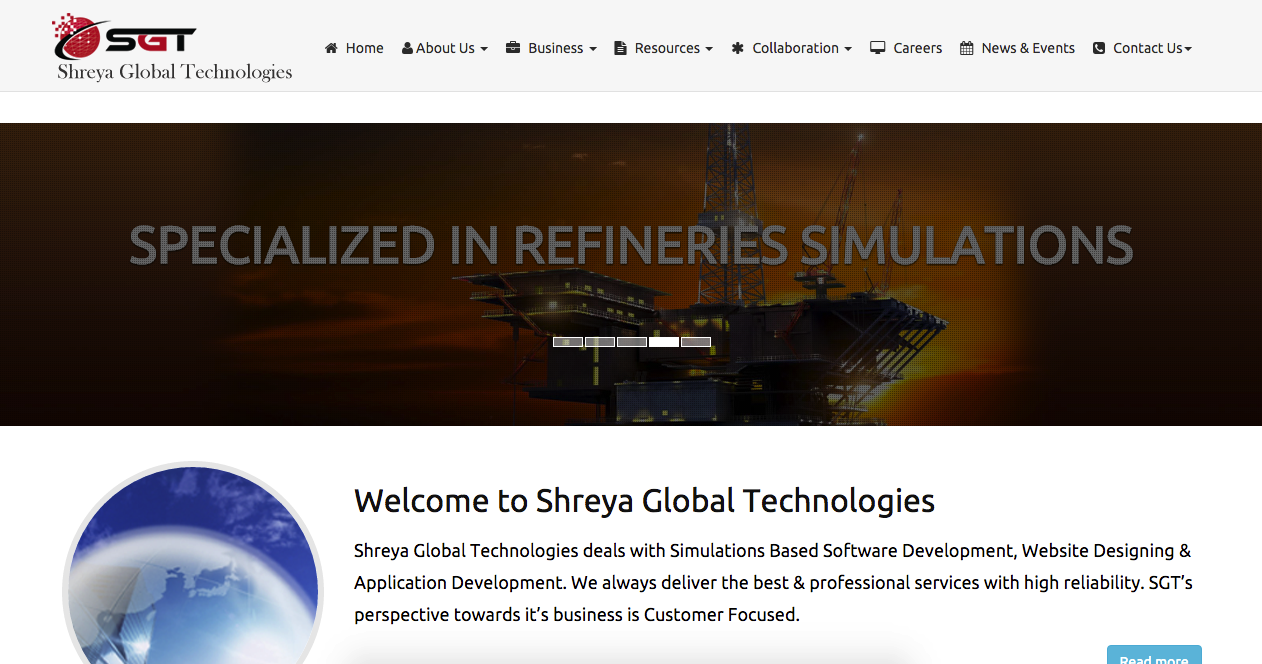 SGT
Shreya Global Technologies
Home About Us Business Resources Collaboration Careers News & Events Contact Us
SPECIALIZED IN REFINERIES SIMULATIONS
Welcome to Shreya Global Technologies
Shreya Global Technologies deals with Simulations Based Software Development, Website Designing &
Application Development. We always deliver the best & professional services with high reliability. SGT’s
perspective towards it’s business is Customer Focused.
Read more